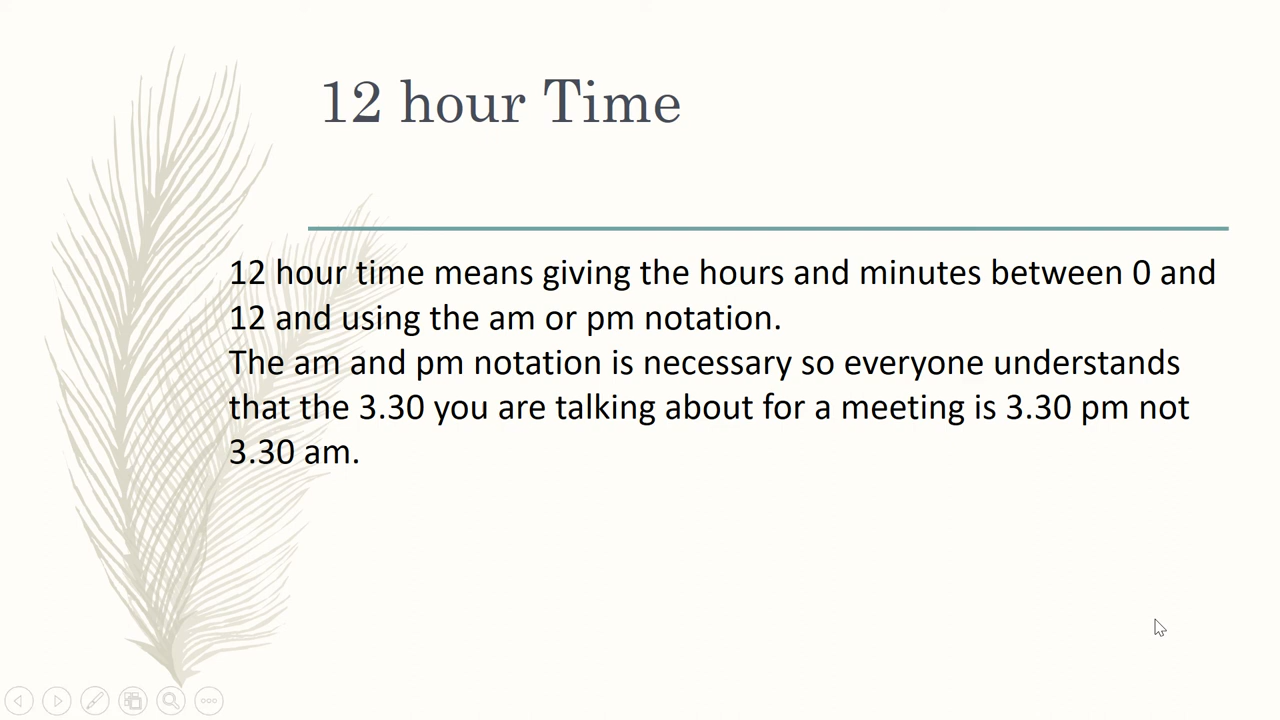 12 hour Time
12 hour time means giving the hours and minutes between 0 and
12 and using the am or pm notation.
The am and pm notation is necessary so everyone understands
that the 3.30 you are talking about for a meeting is 3.30 pm not
3.30 am.